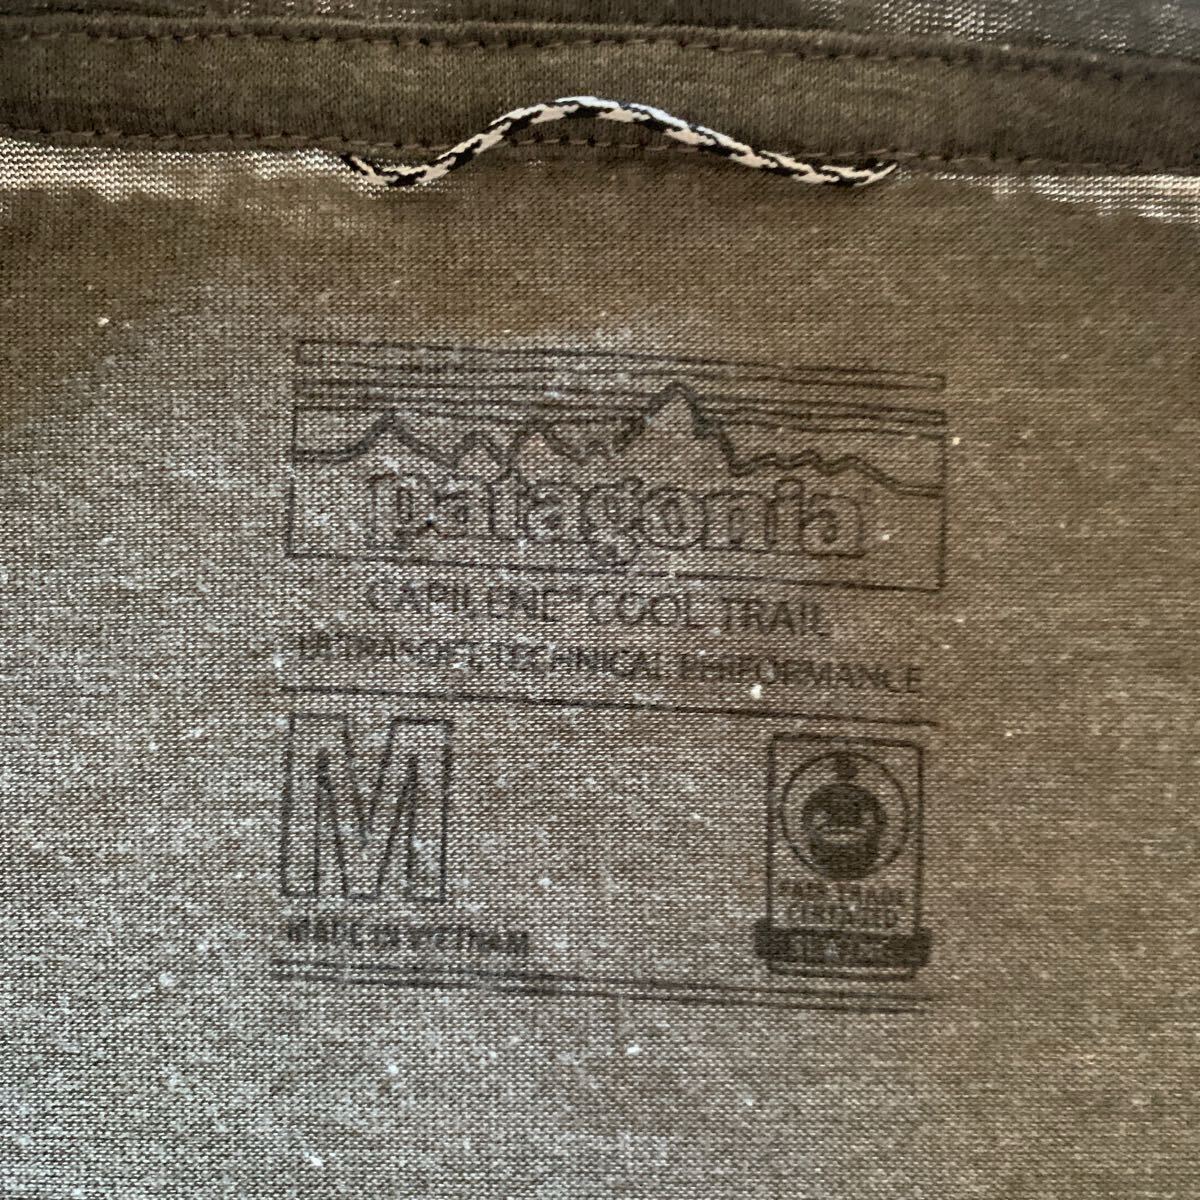 patagonia®
CAPILENE® COOL TRAIL
ULTRASOFT TECHNICAL PERFORMANCE
M
MADE IN VIETNAM
FAIR TRADE
CERTIFIED